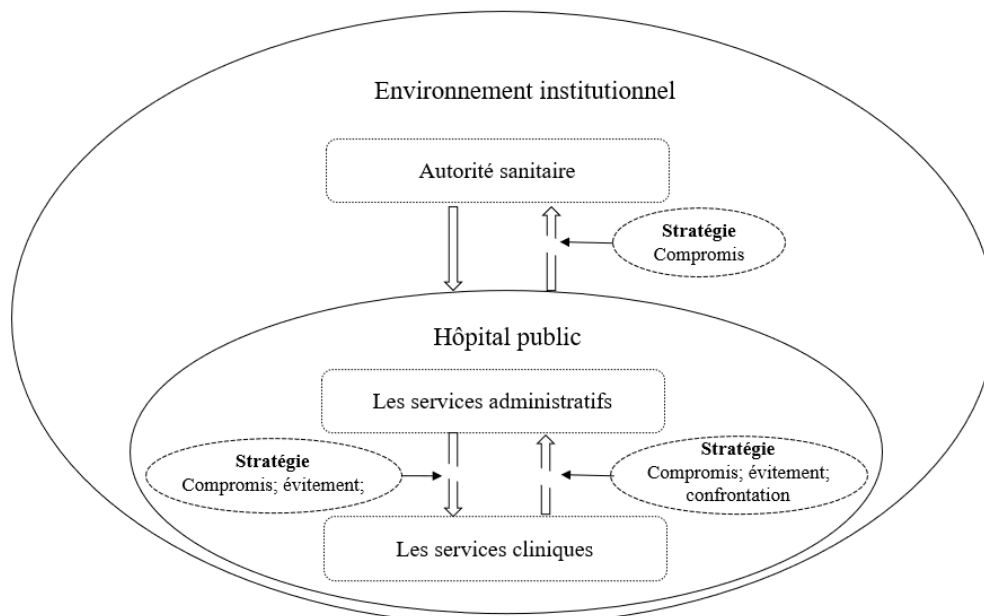 Environnement institutionnel
Autorité sanitaire
Stratégie
Compromis
Hôpital public
Les services administratifs
Stratégie
Compromis; évitement;
Stratégie
Compromis; évitement;
confrontation
Les services cliniques